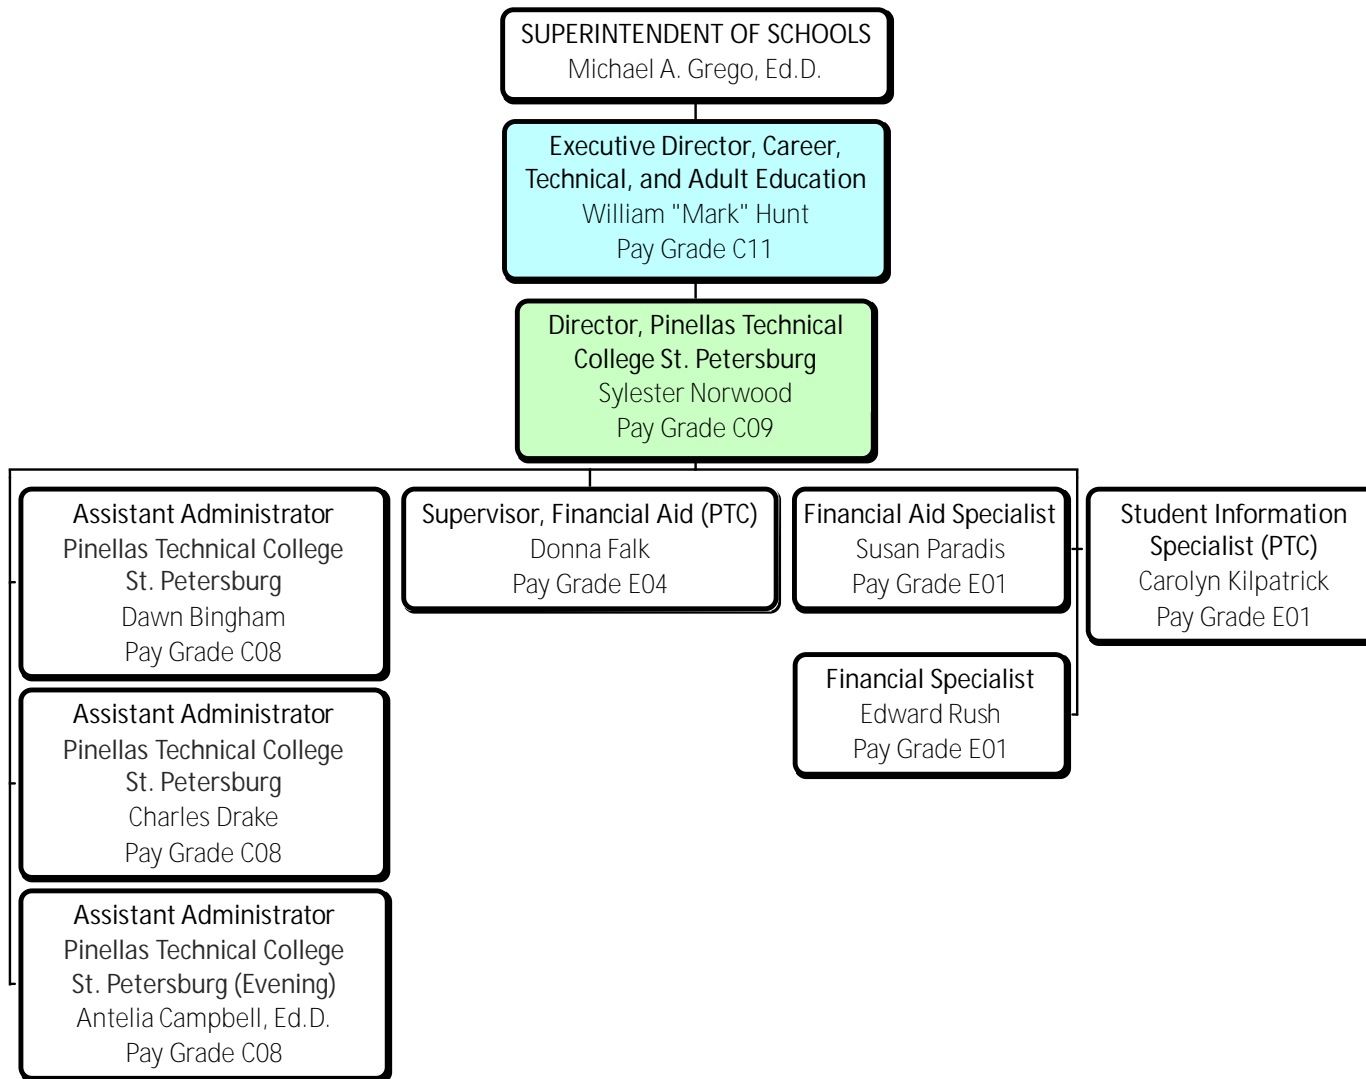 SUPERINTENDENT OF SCHOOLS
Michael A. Grego, Ed.D.
Executive Director, Career,
Technical, and Adult Education
William "Mark" Hunt
Pay Grade C11
Director, Pinellas Technical
College St. Petersburg
Sylester Norwood
Pay Grade C09
Assistant Administrator
Pinellas Technical College
St. Petersburg
Dawn Bingham
Pay Grade C08
Supervisor, Financial Aid (PTC)
Donna Falk
Pay Grade E04
Financial Aid Specialist
Susan Paradis
Pay Grade E01
Student Information
Specialist (PTC)
Carolyn Kilpatrick
Pay Grade E01
Assistant Administrator
Pinellas Technical College
St. Petersburg
Charles Drake
Pay Grade C08
Financial Specialist
Edward Rush
Pay Grade E01
Assistant Administrator
Pinellas Technical College
St. Petersburg (Evening)
Antelia Campbell, Ed.D.
Pay Grade C08